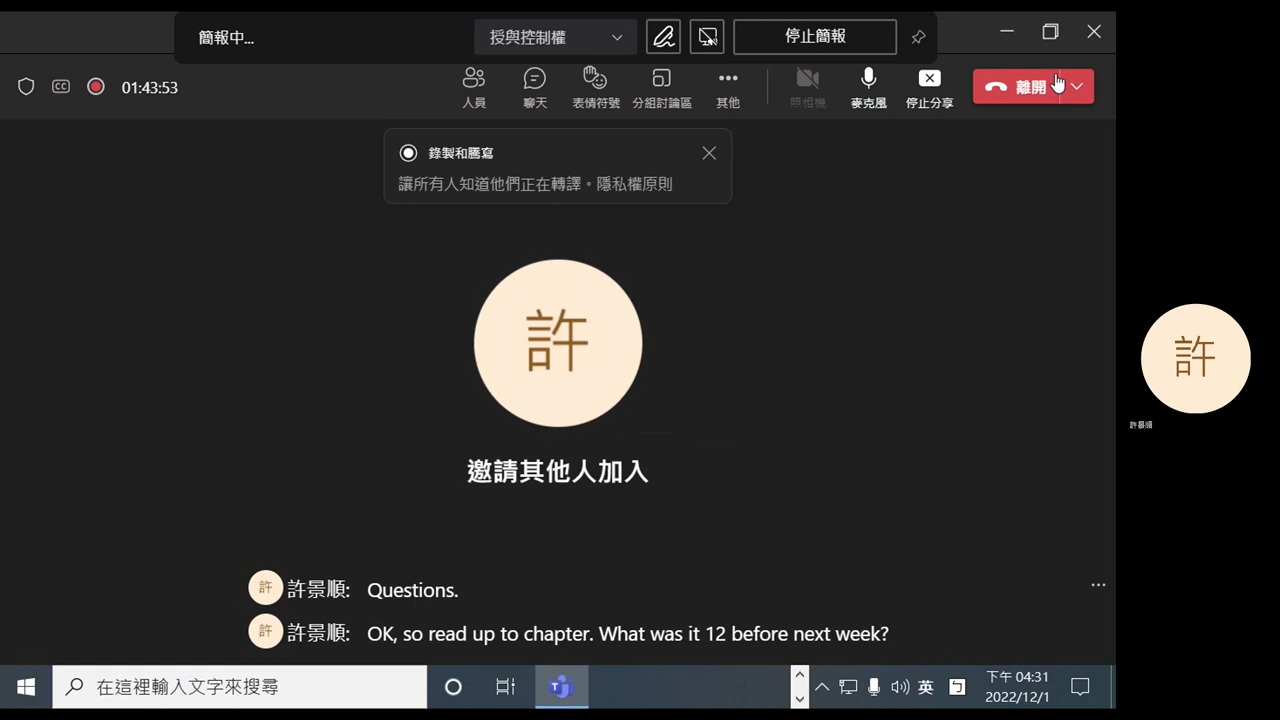 簡報中...
授與控制權
停止簡報
CC
01:43:53
人員
聊天
表情符號
分組討論區
其他
照相機
麥克風
停止分享
離開
錄製和騰寫
讓所有人知道他們正在轉譯。隱私權原則
許
邀請其他人加入
許
許景順
許 許景順: Questions.
許 許景順: OK, so read up to chapter. What was it 12 before next week?
在這裡輸入文字來搜尋
英
ㄅ
下午 04:31
2022/12/1